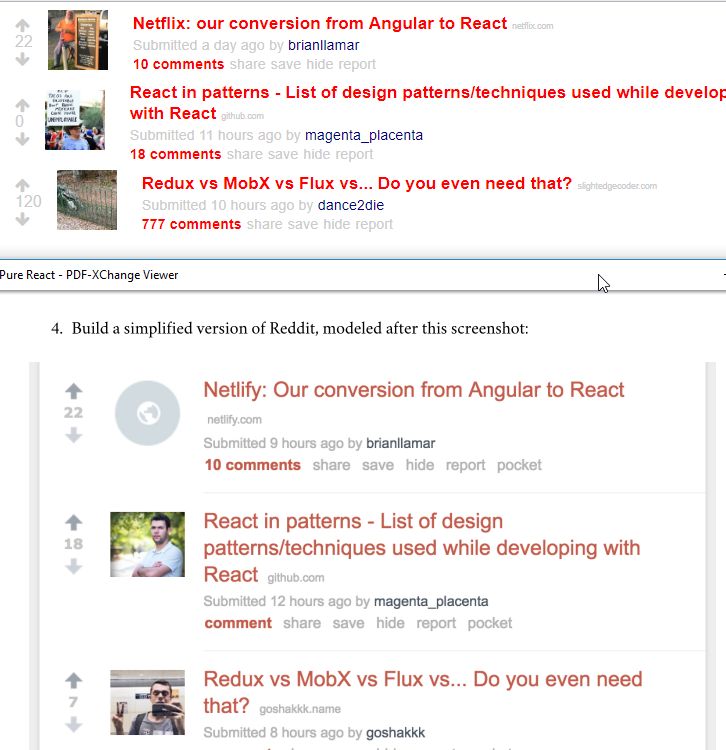 Netflix: our conversion from Angular to React netflix.com
22
Submitted a day ago by brianllamar
10 comments share save hide report
React in patterns - List of design patterns/techniques used while develop
with React github.com
0
Submitted 11 hours ago by magenta_placenta
18 comments share save hide report
Redux vs MobX vs Flux vs... Do you even need that? slightedgecoder.com
120
Submitted 10 hours ago by dance2die
777 comments share save hide report
Pure React - PDF-XChange Viewer
4. Build a simplified version of Reddit, modeled after this screenshot:
Netlify: Our conversion from Angular to React
22
netlify.com
Submitted 9 hours ago by brianllamar
10 comments share save hide report pocket
React in patterns - List of design
18
patterns/techniques used while developing with
React github.com
Submitted 12 hours ago by magenta_placenta
comment share save hide report pocket
Redux vs MobX vs Flux vs... Do you even need
7
that? goshakkk.name
Submitted 8 hours ago by goshakkk